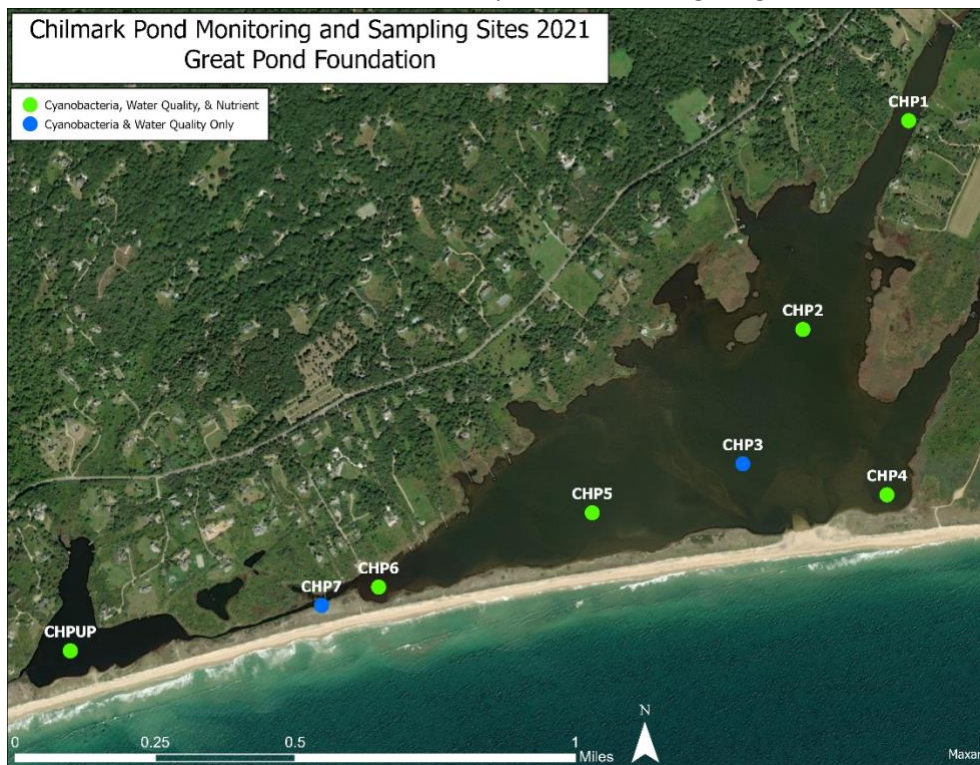 Chilmark Pond Monitoring and Sampling Sites 2021
Great Pond Foundation
Cyanobacteria, Water Quality, & Nutrient
Cyanobacteria & Water Quality Only
CHP1
CHP2
CHP3
CHP4
CHP5
CHP6
CHP7
CHPUP
N
0 0.25 0.5 1 Miles
Maxar